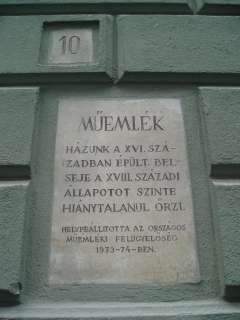 10
MŰEMLÉK
HÁZUNK A XVI. SZÁ-
ZADBAN ÉPÜLT. BEL-
SEJE A XVIII. SZÁZADI
ÁLLAPOTOT SZINTE
HIÁNYTALANUL ŐRZI.
HELYREÁLLÍTOTTA AZ ORSZÁGOS
MŰEMLÉKI FELÜGYELŐSÉG
1973-74-BEN.